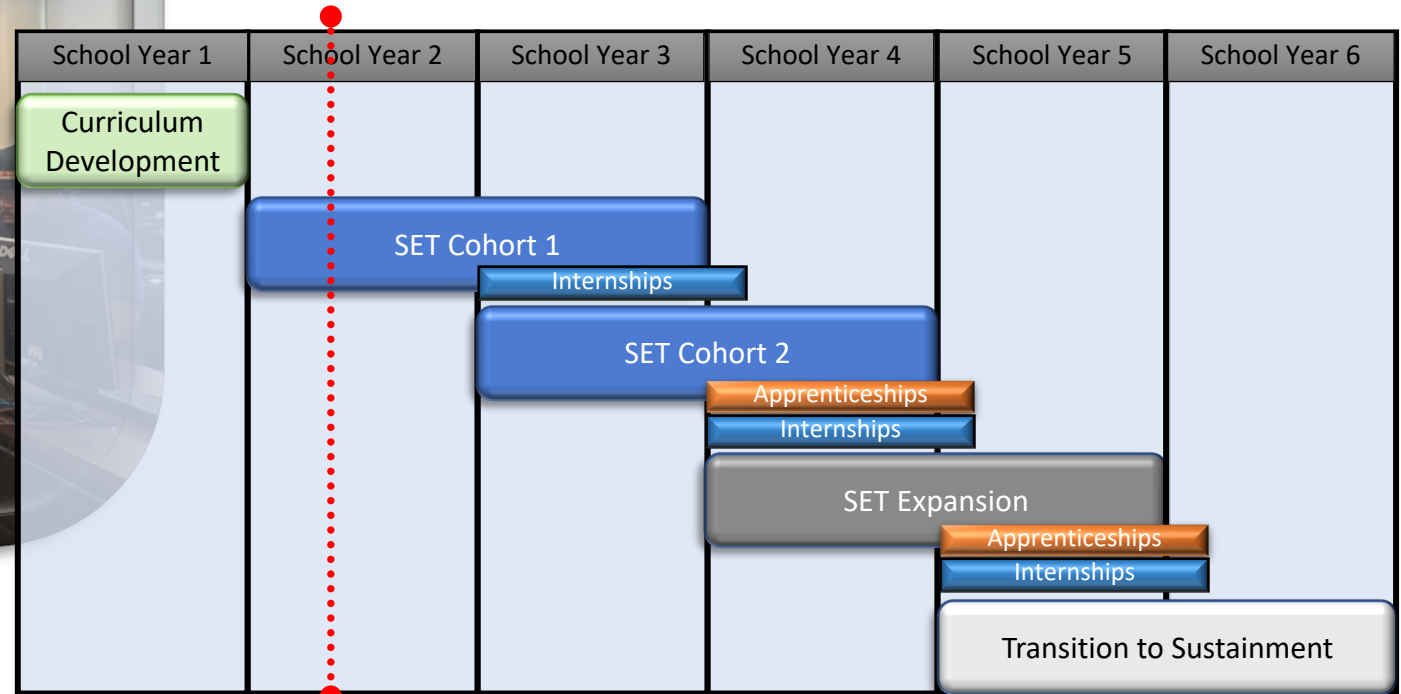 School Year 1
School Year 2
School Year 3
School Year 4
School Year 5
School Year 6
Curriculum
Development
SET Cohort 1
Internships
SET Cohort 2
Apprenticeships
Internships
SET Expansion
Apprenticeships
Internships
Transition to Sustainment